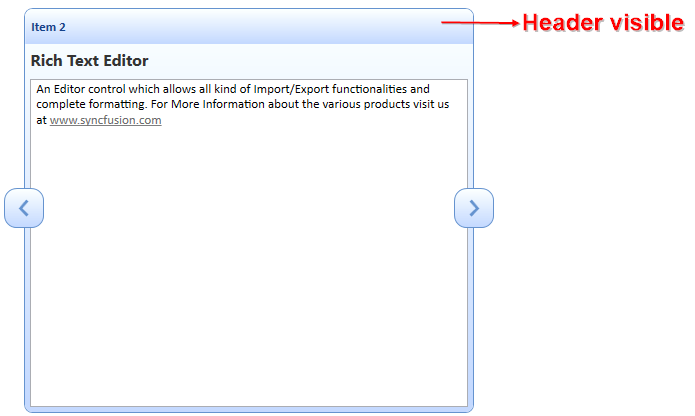 Item 2
Header visible
Rich Text Editor
An Editor control which allows all kind of Import/Export functionalities and
complete formatting. For More Information about the various products visit us
at www.syncfusion.com